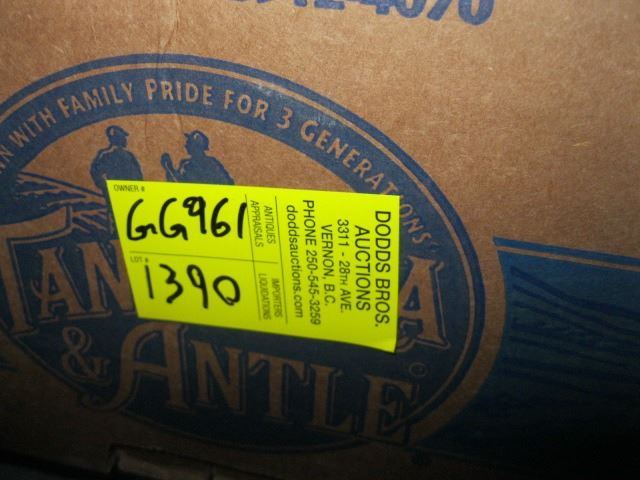 WITH FAMILY PRIDE FOR 3 GENERATIONS
TAN A
& ANTLE
OWNER #
GG961
LOT #
1390
ANTIQUES
APPRAISALS
IMPORTERS
LIQUIDATIONS
DODDS BROS.
AUCTIONS
3311 - 28TH AVE.
VERNON, B.C.
PHONE 250-545-3259
doddsauctions.com